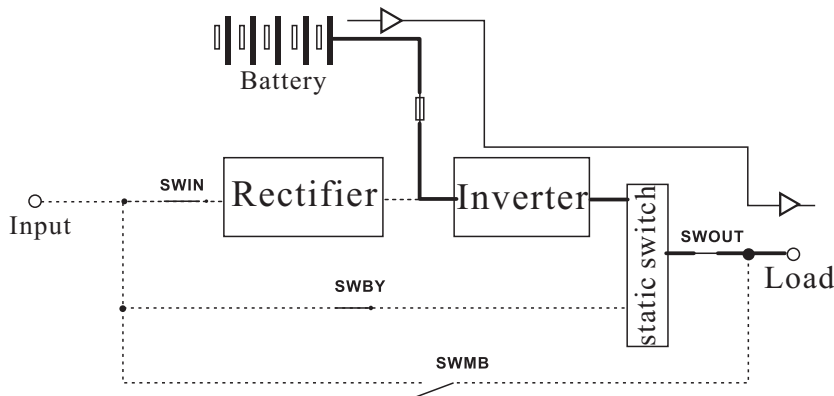 Battery
SWIN
Rectifier
Inverter
Input
static switch
SWOUT
Load
SWBY
SWMB